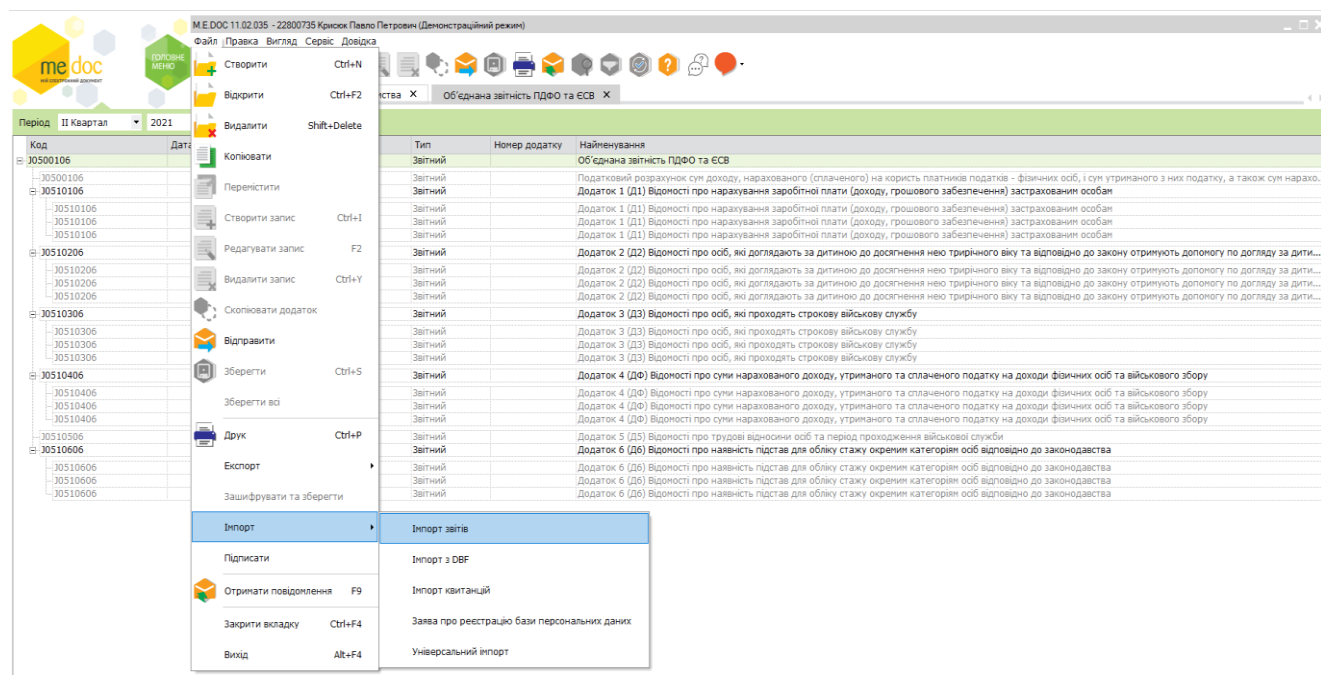 M.E.DOC 11.02.035 - 22800735 Крисюк Павло Петрович (Демонстраційний режим)
Файл Правка Вигляд Сервіс Довідка
me doc
мій електронний документ
ГОЛОВНЕ
МЕНЮ
ства X Об'єднана звітність ПДФО та ЄСВ X
Період II Квартал 2021
Створити Ctrl+N
Відкрити Ctrl+F2
Видалити Shift+Delete
Копіювати
Перемістити
Створити запис Ctrl+I
Редагувати запис F2
Видалити запис Ctrl+Y
Скопіювати додаток
Відправити
Зберегти Ctrl+S
Зберегти всі
Друк Ctrl+P
Експорт
Зашифрувати та зберегти
Імпорт
Підписати
Отримати повідомлення F9
Закрити вкладку Ctrl+F4
Вихід Alt+F4
Імпорт звітів
Імпорт з DBF
Імпорт квитанцій
Заява про реєстрацію бази персональних даних
Універсальний імпорт
Код Дата Тип Номер додатку Найменування
J0500106 Звітний Об'єднана звітність ПДФО та ЄСВ
J0500106 Звітний Податковий розрахунок сум доходу, нарахованого (сплаченого) на користь платників податків - фізичних осіб, і сум утриманого з них податку, а також сум нарахо...
J0510106 Звітний Додаток 1 (Д1) Відомості про нарахування заробітної плати (доходу, грошового забезпечення) застрахованим особам
J0510106 Звітний Додаток 1 (Д1) Відомості про нарахування заробітної плати (доходу, грошового забезпечення) застрахованим особам
J0510106 Звітний Додаток 1 (Д1) Відомості про нарахування заробітної плати (доходу, грошового забезпечення) застрахованим особам
J0510106 Звітний Додаток 1 (Д1) Відомості про нарахування заробітної плати (доходу, грошового забезпечення) застрахованим особам
J0510206 Звітний Додаток 2 (Д2) Відомості про осіб, які доглядають за дитиною до досягнення нею трирічного віку та відповідно до закону отримують допомогу по догляду за дити...
J0510206 Звітний Додаток 2 (Д2) Відомості про осіб, які доглядають за дитиною до досягнення нею трирічного віку та відповідно до закону отримують допомогу по догляду за дити...
J0510206 Звітний Додаток 2 (Д2) Відомості про осіб, які доглядають за дитиною до досягнення нею трирічного віку та відповідно до закону отримують допомогу по догляду за дити...
J0510206 Звітний Додаток 2 (Д2) Відомості про осіб, які доглядають за дитиною до досягнення нею трирічного віку та відповідно до закону отримують допомогу по догляду за дити...
J0510306 Звітний Додаток 3 (Д3) Відомості про осіб, які проходять строкову військову службу
J0510306 Звітний Додаток 3 (Д3) Відомості про осіб, які проходять строкову військову службу
J0510306 Звітний Додаток 3 (Д3) Відомості про осіб, які проходять строкову військову службу
J0510306 Звітний Додаток 3 (Д3) Відомості про осіб, які проходять строкову військову службу
J0510406 Звітний Додаток 4 (ДФ) Відомості про суми нарахованого доходу, утриманого та сплаченого податку на доходи фізичних осіб та військового збору
J0510406 Звітний Додаток 4 (ДФ) Відомості про суми нарахованого доходу, утриманого та сплаченого податку на доходи фізичних осіб та військового збору
J0510406 Звітний Додаток 4 (ДФ) Відомості про суми нарахованого доходу, утриманого та сплаченого податку на доходи фізичних осіб та військового збору
J0510406 Звітний Додаток 4 (ДФ) Відомості про суми нарахованого доходу, утриманого та сплаченого податку на доходи фізичних осіб та військового збору
J0510506 Звітний Додаток 5 (Д5) Відомості про трудові відносини осіб та період проходження військової служби
J0510606 Звітний Додаток 6 (Д6) Відомості про наявність підстав для обліку стажу окремим категоріям осіб відповідно до законодавства
J0510606 Звітний Додаток 6 (Д6) Відомості про наявність підстав для обліку стажу окремим категоріям осіб відповідно до законодавства
J0510606 Звітний Додаток 6 (Д6) Відомості про наявність підстав для обліку стажу окремим категоріям осіб відповідно до законодавства
J0510606 Звітний Додаток 6 (Д6) Відомості про наявність підстав для обліку стажу окремим категоріям осіб відповідно до законодавства